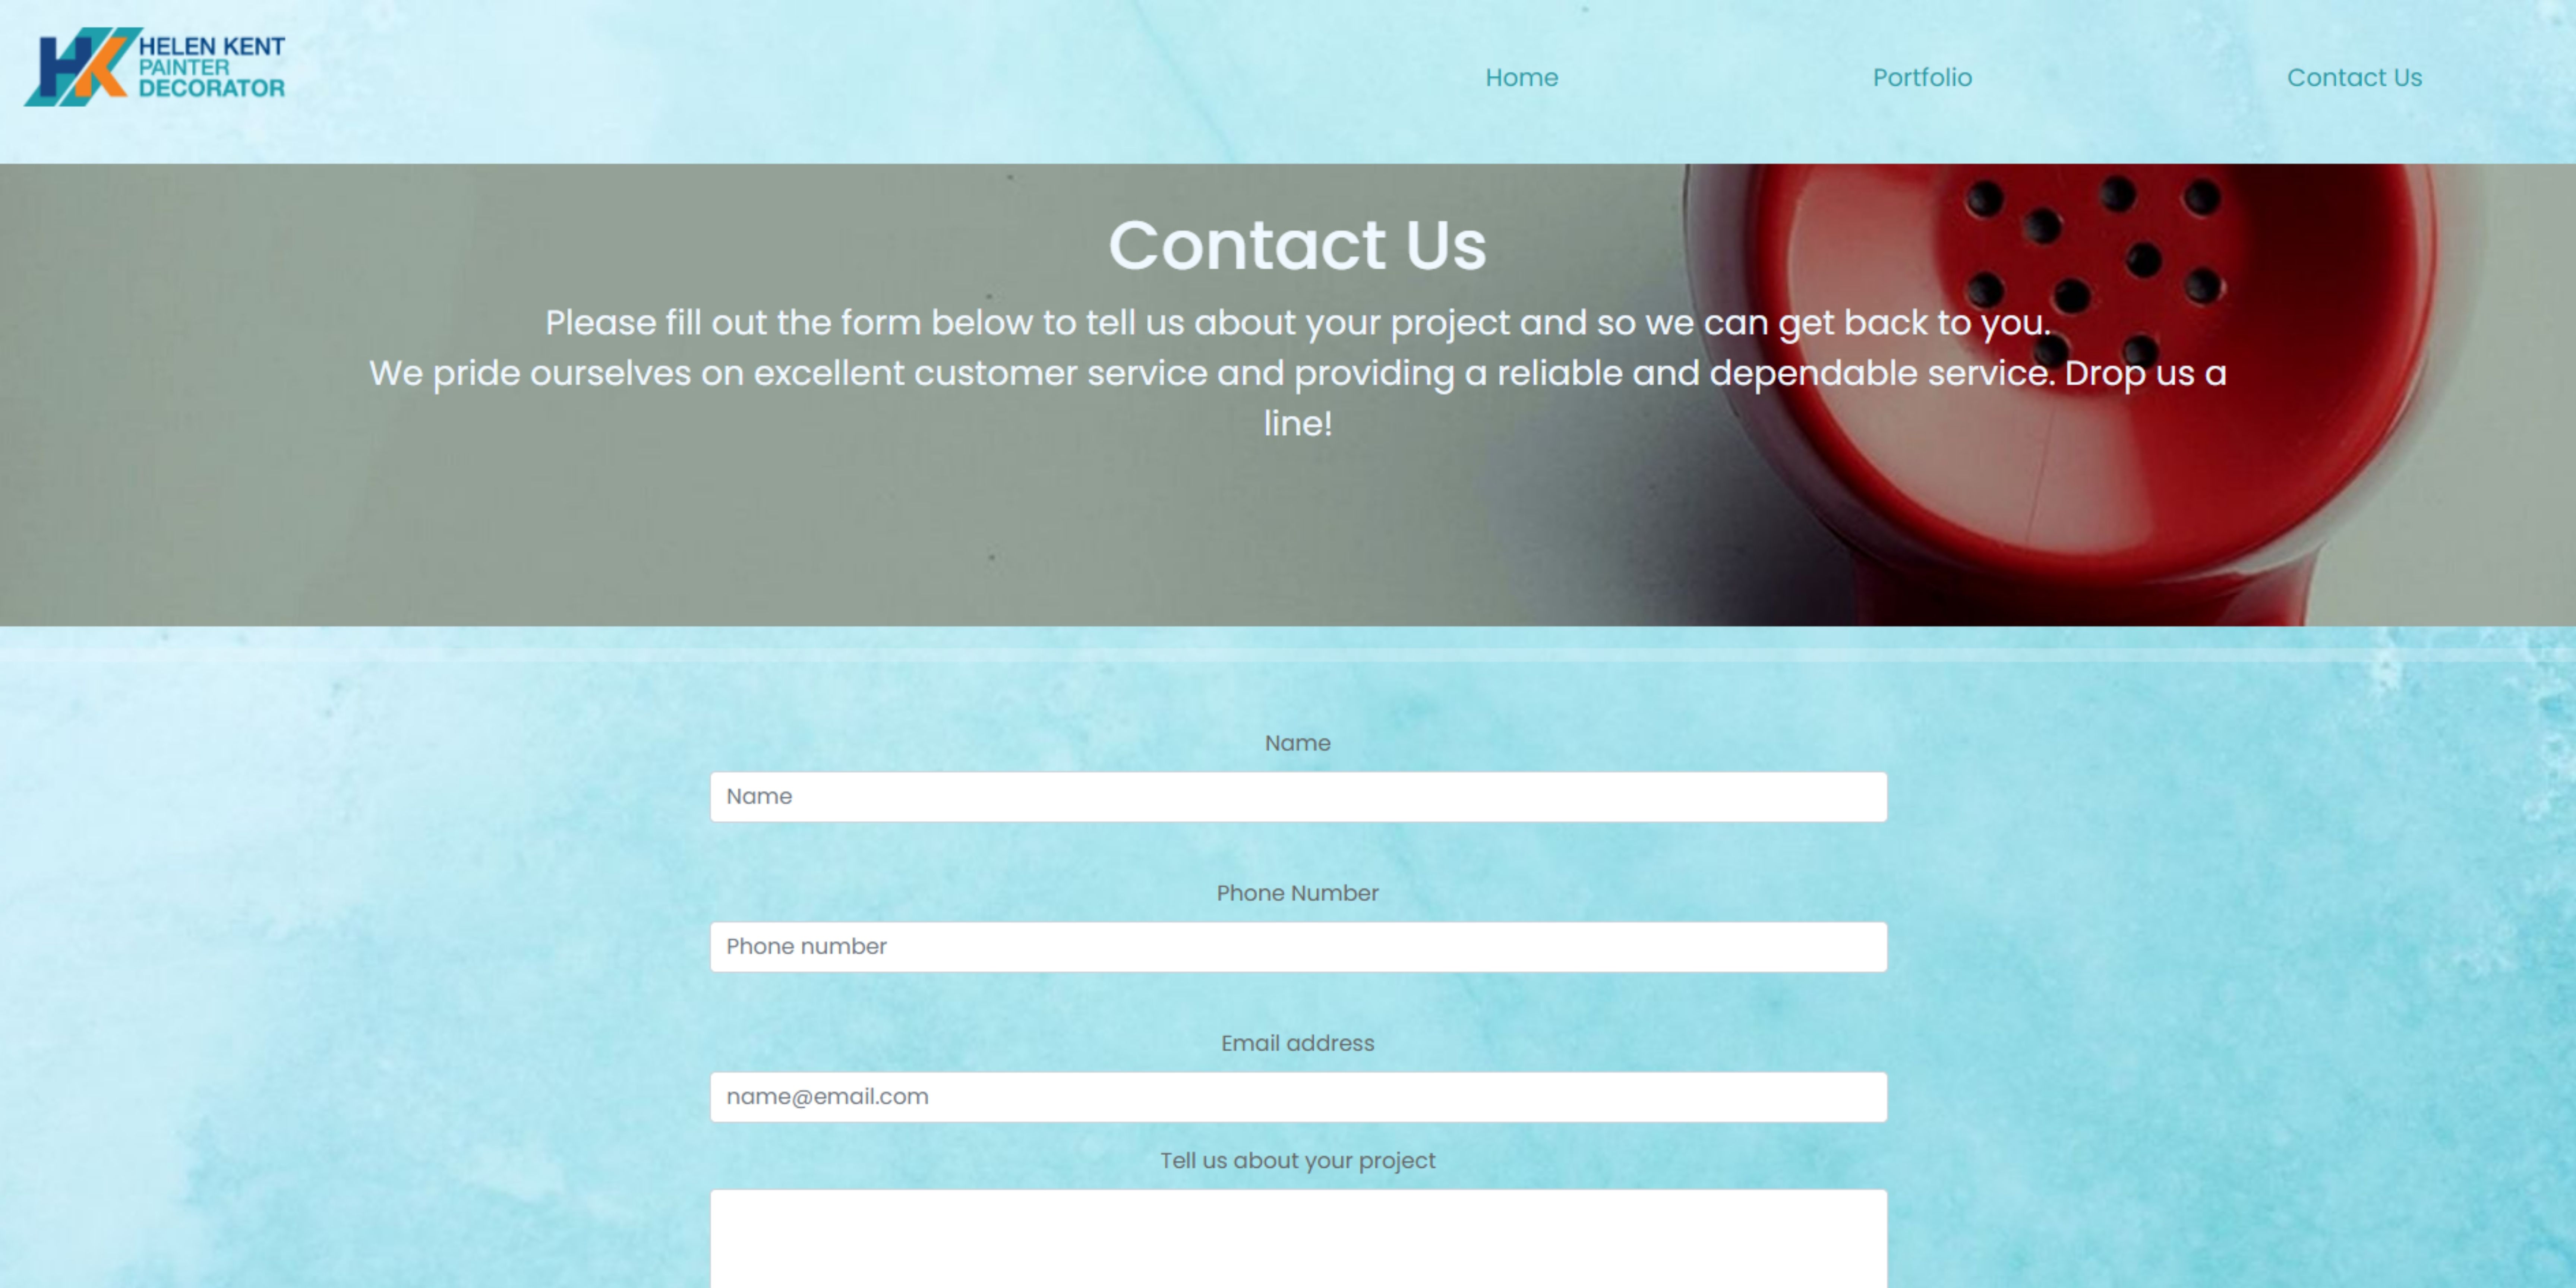 HK HELEN KENT
PAINTER
DECORATOR
Home Portfolio Contact Us
Contact Us
Please fill out the form below to tell us about your project and so we can get back to you.
We pride ourselves on excellent customer service and providing a reliable and dependable service. Drop us a
line!
Name
Name
Phone Number
Phone number
Email address
name@email.com
Tell us about your project